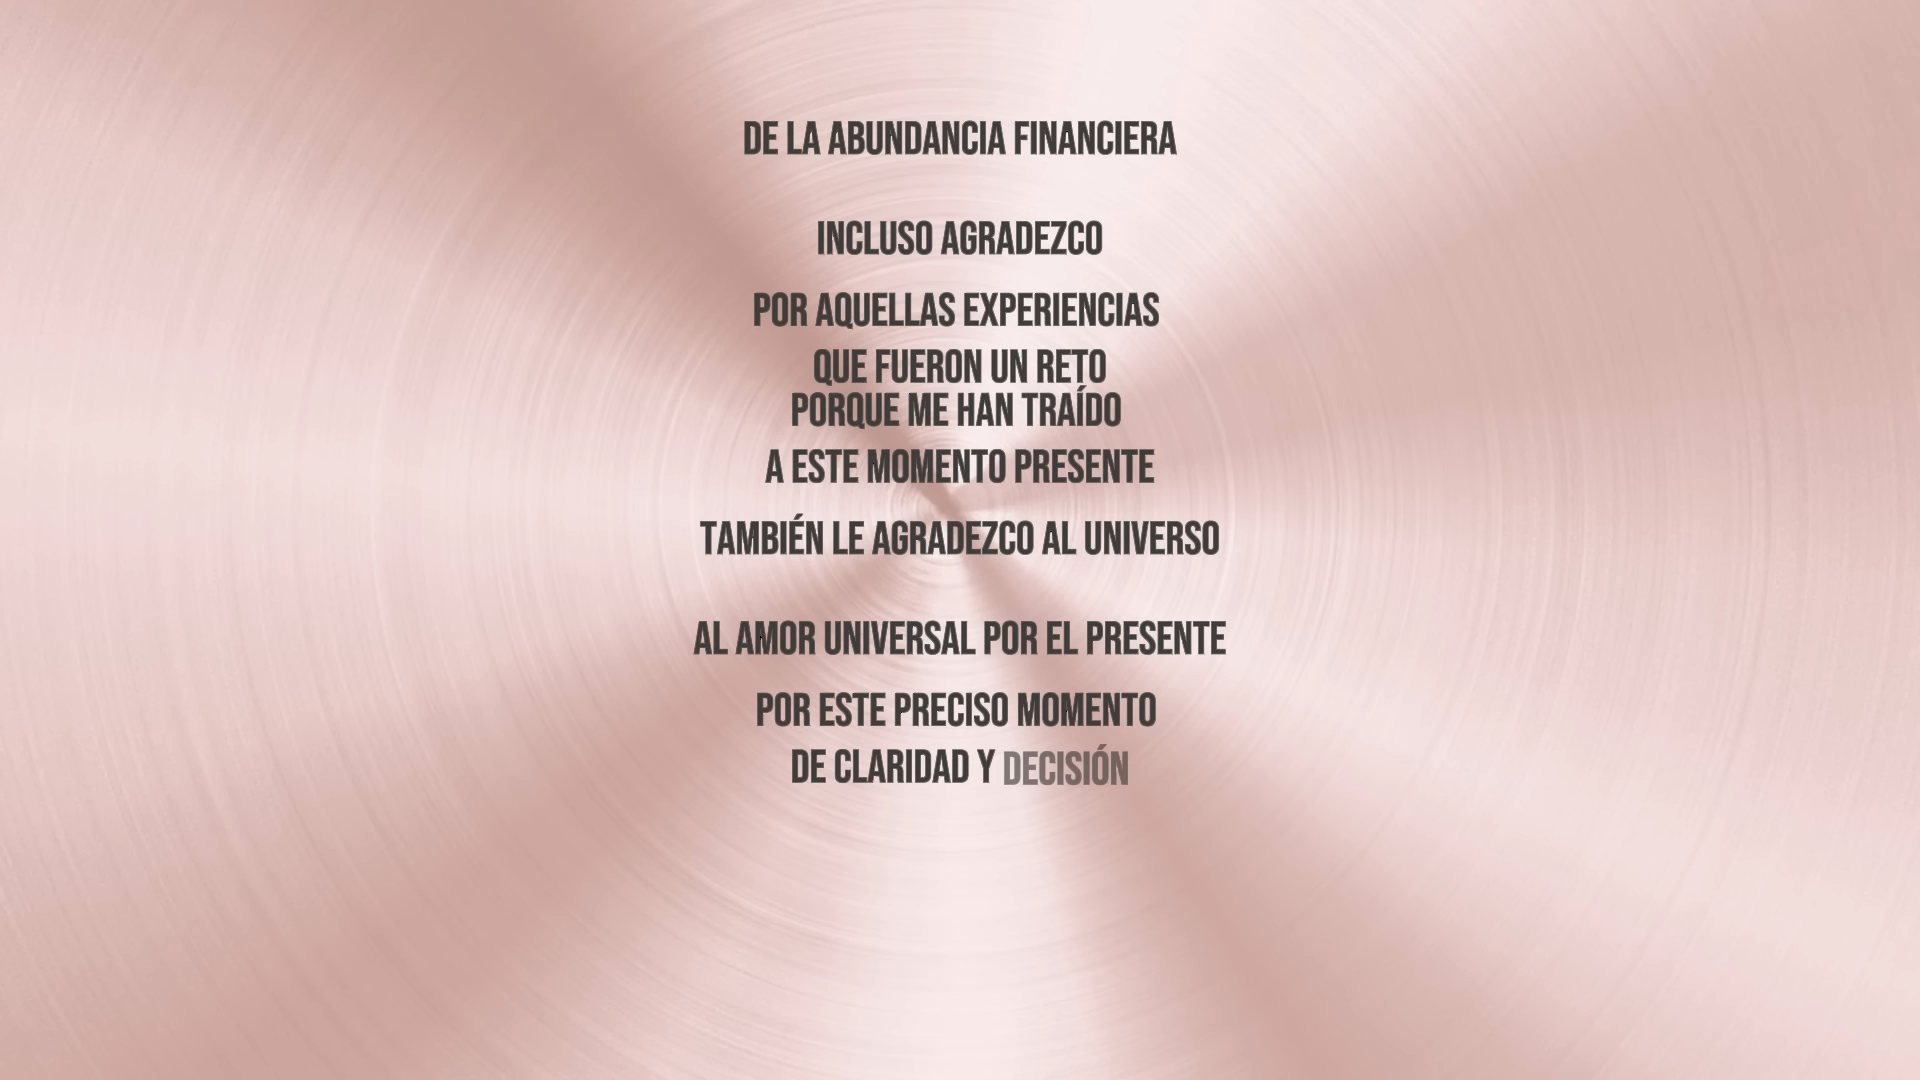 DE LA ABUNDANCIA FINANCIERA
INCLUSO AGRADEZCO
POR AQUELLAS EXPERIENCIAS
QUE FUERON UN RETO
PORQUE ME HAN TRAÍDO
A ESTE MOMENTO PRESENTE
TAMBIÉN LE AGRADEZCO AL UNIVERSO
AL AMOR UNIVERSAL POR EL PRESENTE
POR ESTE PRECISO MOMENTO
DE CLARIDAD Y DECISIÓN